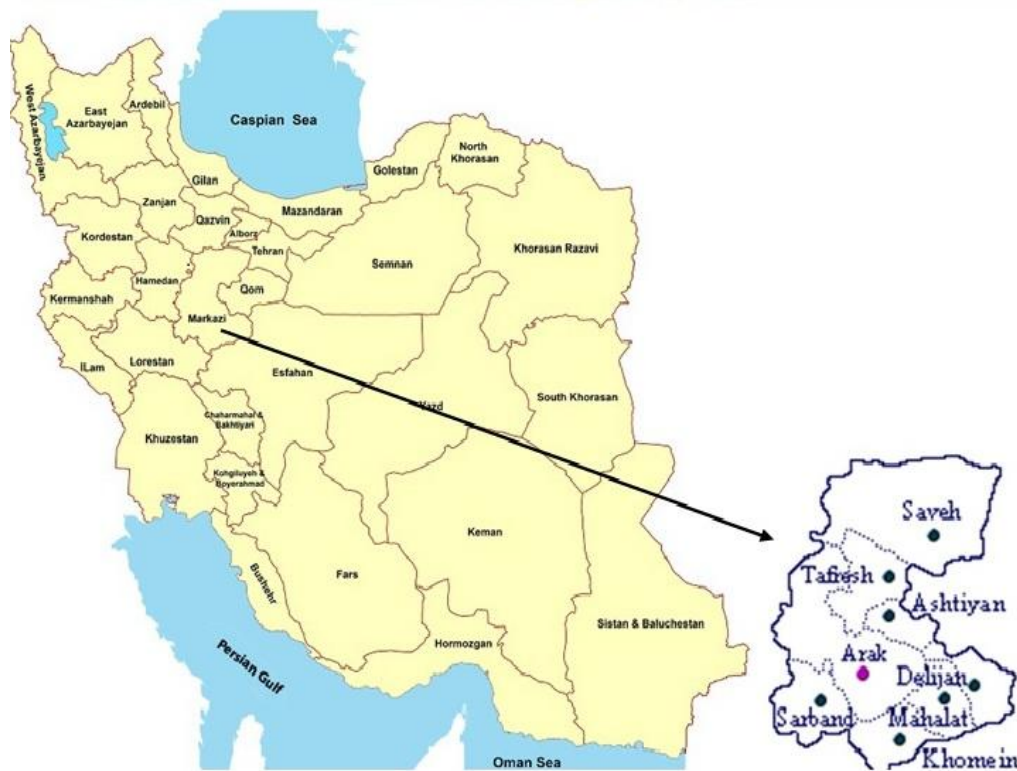 Caspian Sea
West Azarbayejan
East
Azarbayejan
Ardebil
Gilan
Zanjan
Qazvin
Alborz
Mazandaran
Golestan
North
Khorasan
Tehran
Kordestan
Hamedan
Qom
Semnan
Khorasan Razavi
Kermanshah
Markazi
ILam
Lorestan
Esfahan
Yazd
South Khorasan
Khuzestan
Chaharmahal &
Bakhtiyari
Kohgiluyeh &
Boyerahmad
Keman
Fars
Bushehr
Hormozgan
Sistan & Baluchestan
Persian Gulf
Oman Sea
Saveh
Tafresh
Ashtiyan
Arak
Delijan
Sarband
Mahalat
Khomein